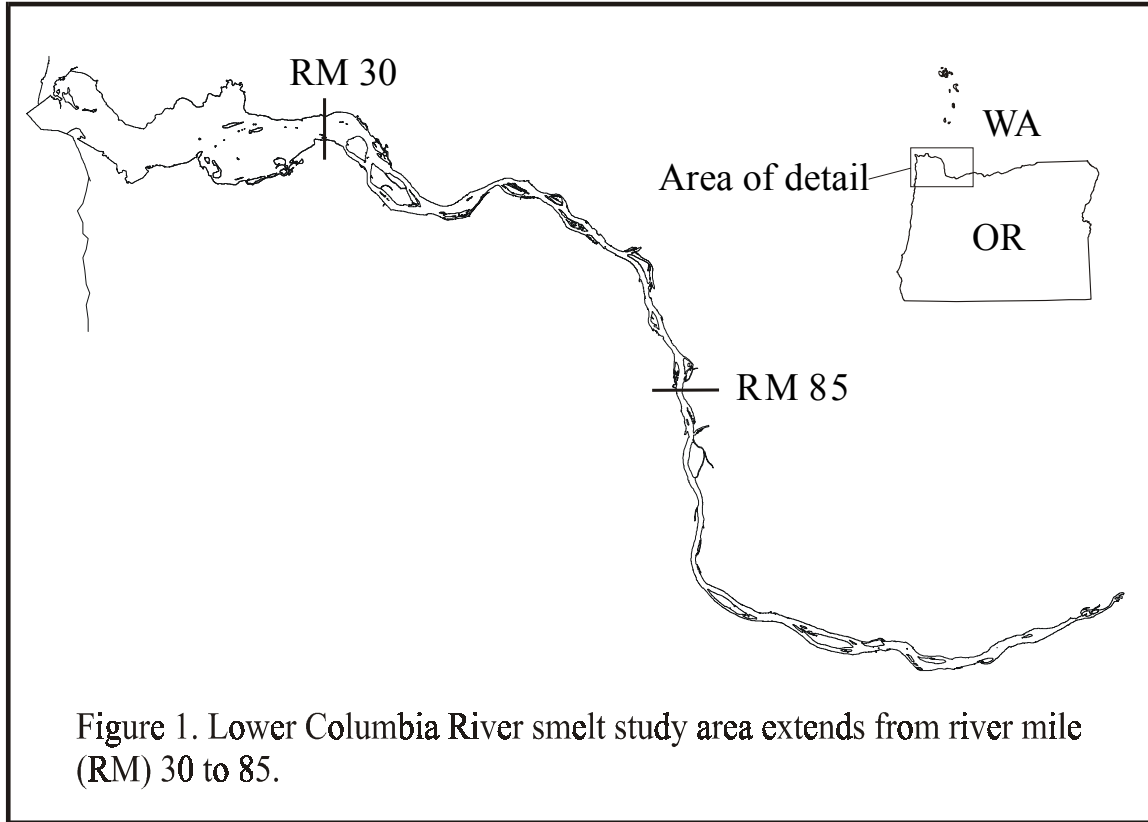 RM 30
WA
Area of detail
OR
RM 85
Figure 1. Lower Columbia River smelt study area extends from river mile
(RM) 30 to 85.